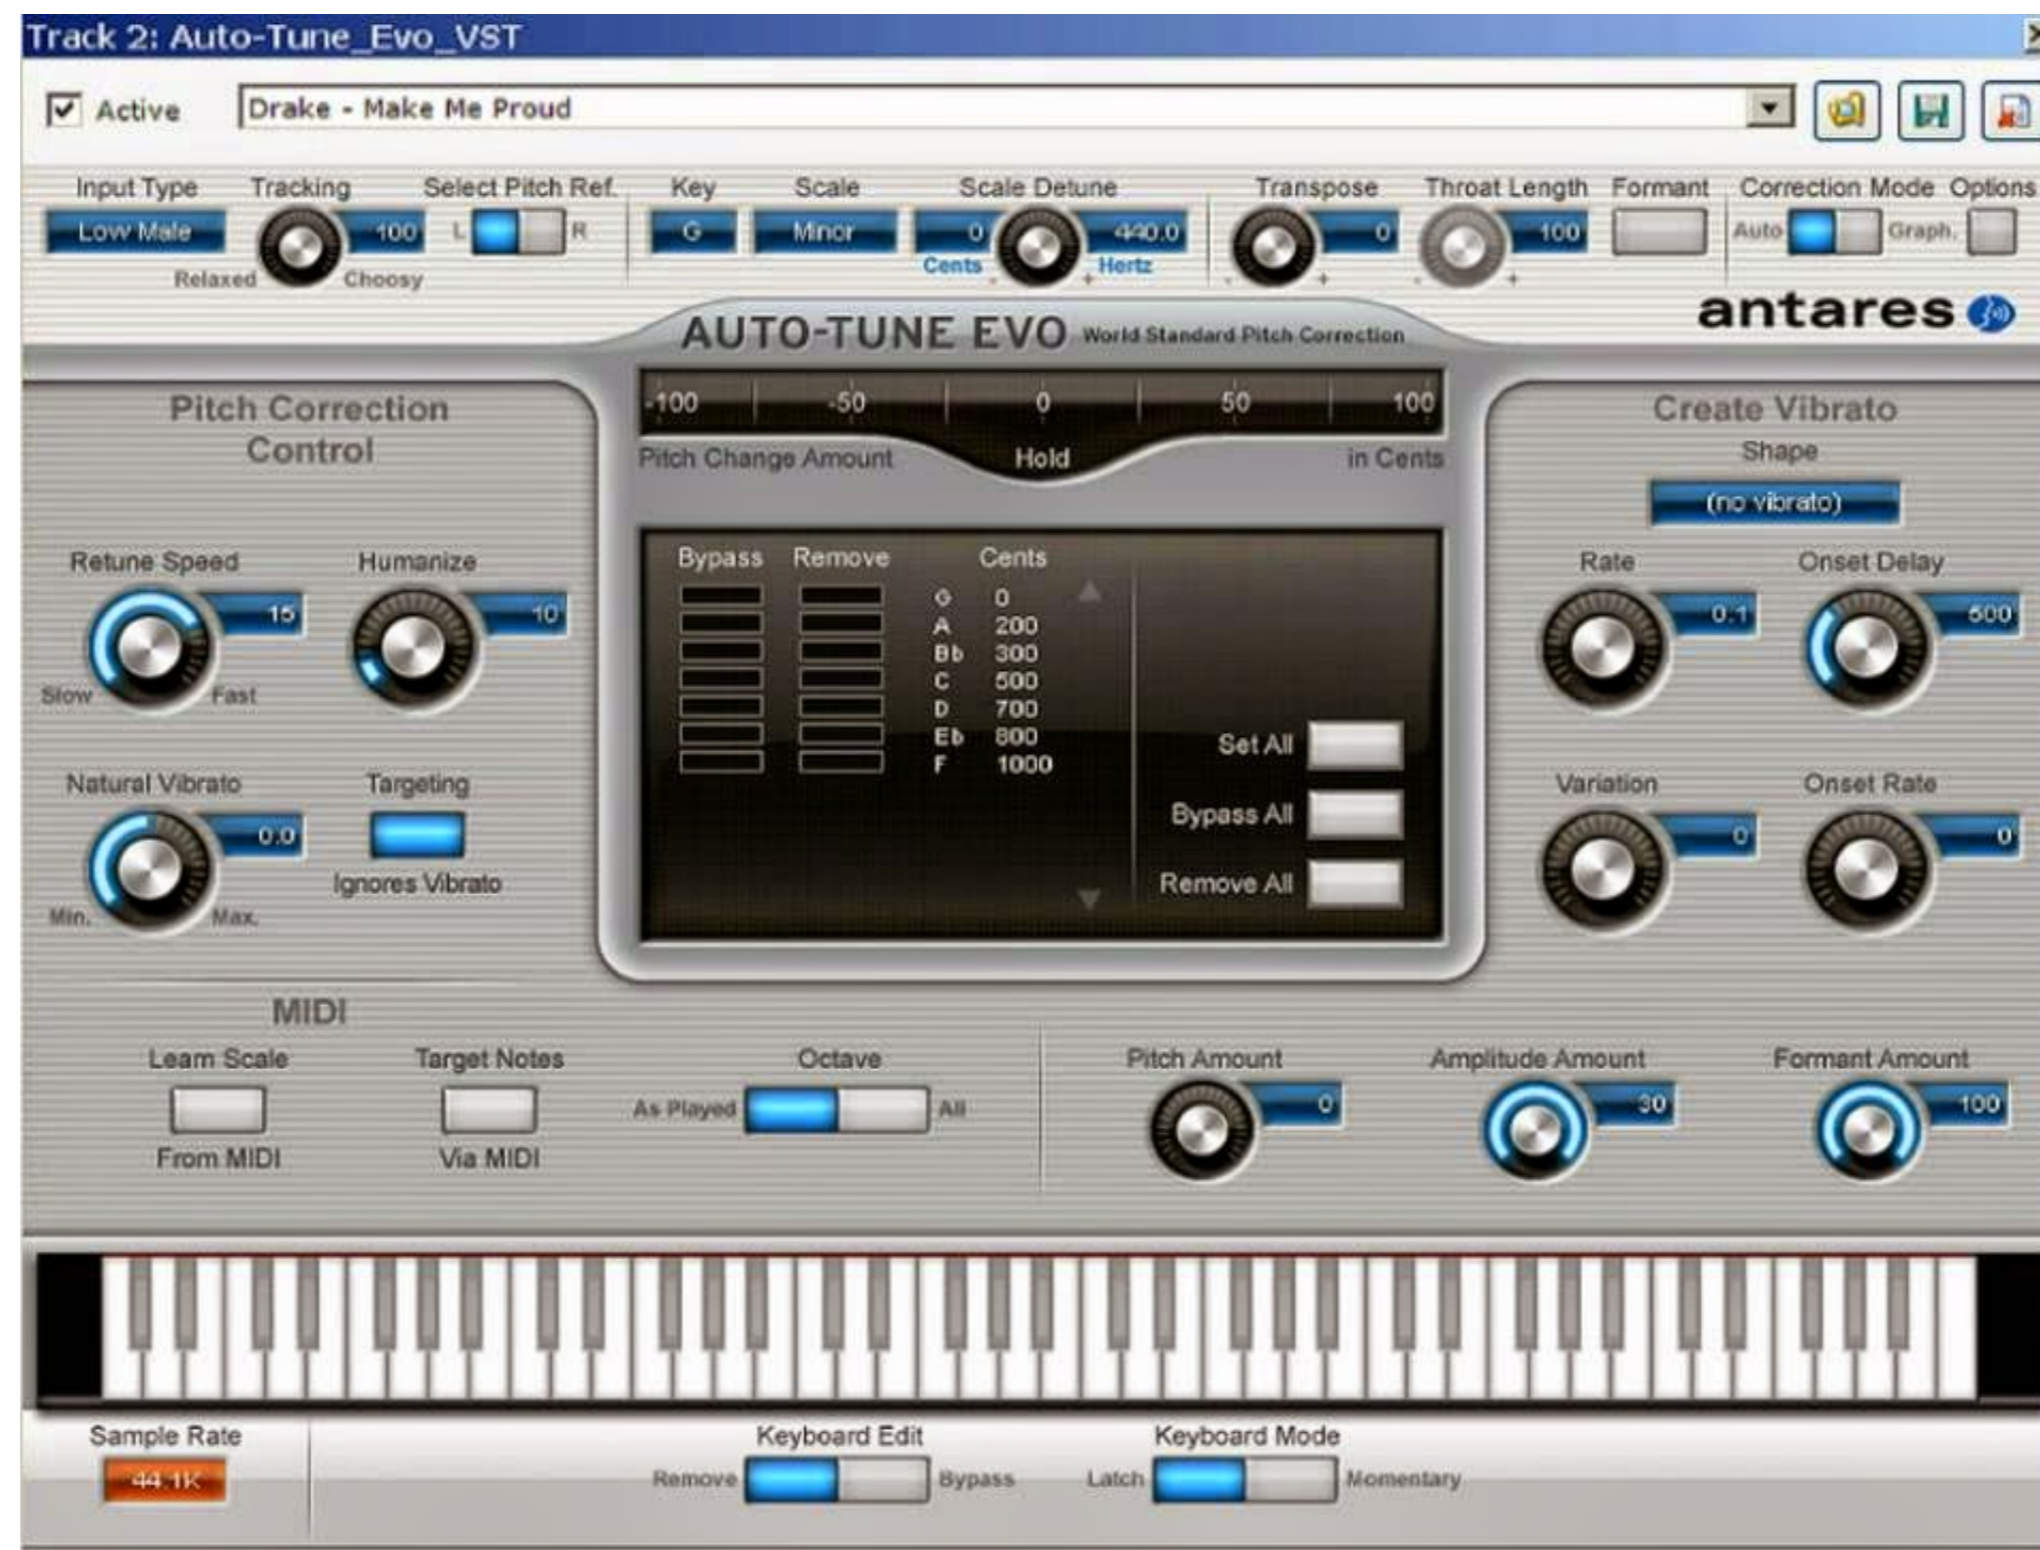 Track 2: Auto-Tune_Evo_VST
Active
Drake - Make Me Proud
Input Type Tracking Select Pitch Ref. Key Scale Scale Detune Transpose Throat Length Formant Correction Mode Options
Low Male 100 L R G Minor 0 440.0 0 100 Auto Graph.
Relaxed Choosy Cents - + Hertz - + - +
antares
AUTO-TUNE EVO World Standard Pitch Correction
-100 -50 0 50 100
Pitch Change Amount Hold in Cents
Pitch Correction
Control
Retune Speed Humanize
15 10
Slow Fast
Natural Vibrato Targeting
0.0
Min. Max. Ignores Vibrato
Bypass Remove Cents
G 0
A 200
Bb 300
C 500
D 700
Eb 800
F 1000
Set All
Bypass All
Remove All
Create Vibrato
Shape
(no vibrato)
Rate Onset Delay
0.1 500
Variation Onset Rate
0 0
MIDI
Learn Scale Target Notes Octave
As Played All
From MIDI Via MIDI
Pitch Amount Amplitude Amount Formant Amount
0 30 100
Sample Rate Keyboard Edit Keyboard Mode
44.1K Remove Bypass Latch Momentary